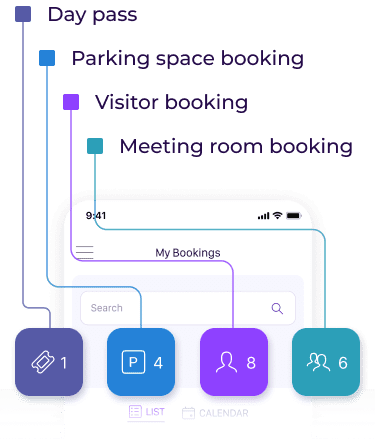 Day pass
Parking space booking
Visitor booking
Meeting room booking
9:41
My Bookings
Search
1
P 4
8
6
LIST CALENDAR